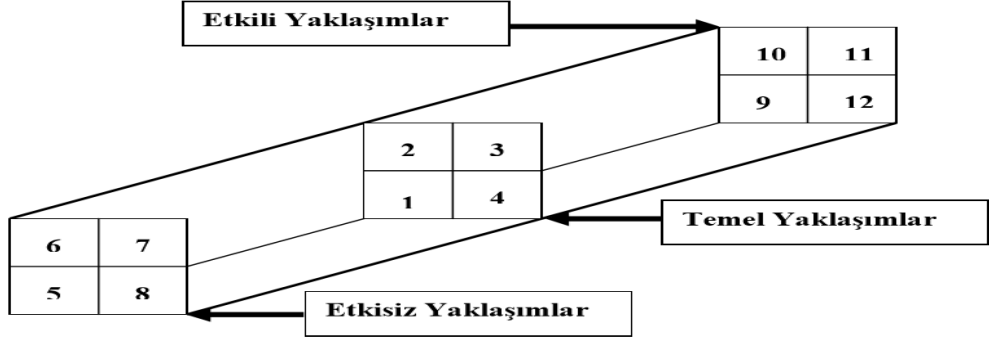 Etkili Yaklaşımlar
10 11
9 12
2 3
1 4
Temel Yaklaşımlar
6 7
5 8
Etkisiz Yaklaşımlar